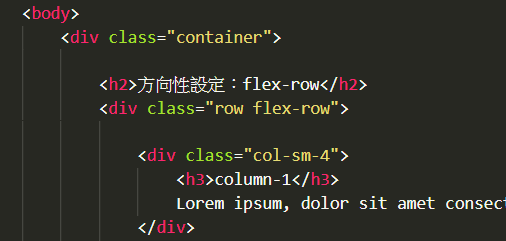 <body>
<div class="container">
<h2>方向性設定：flex-row</h2>
<div class="row flex-row">
<div class="col-sm-4">
<h3>column-1</h3>
Lorem ipsum, dolor sit amet consect
</div>